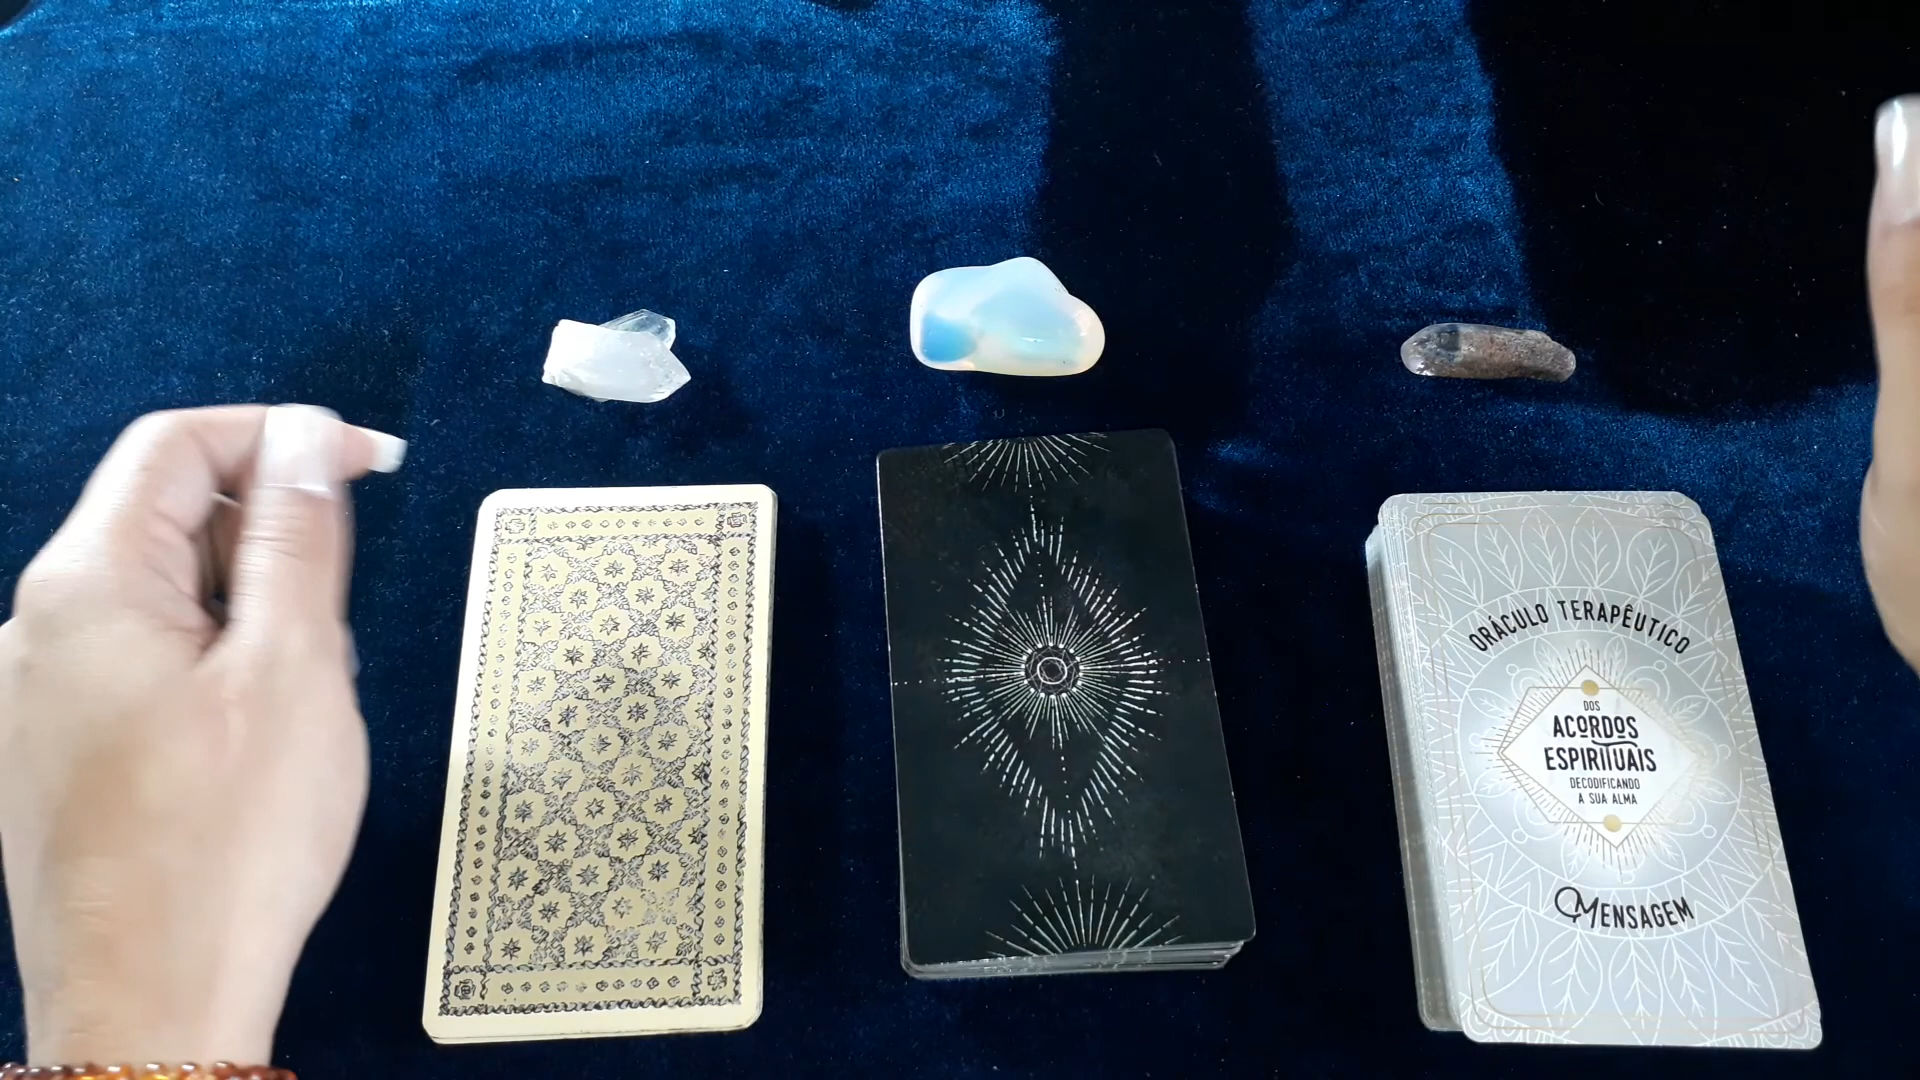 ORÁCULO TERAPÊUTICO
DOS
ACORDOS
ESPIRITUAIS
DECODIFICANDO
A SUA ALMA
MENSAGEM